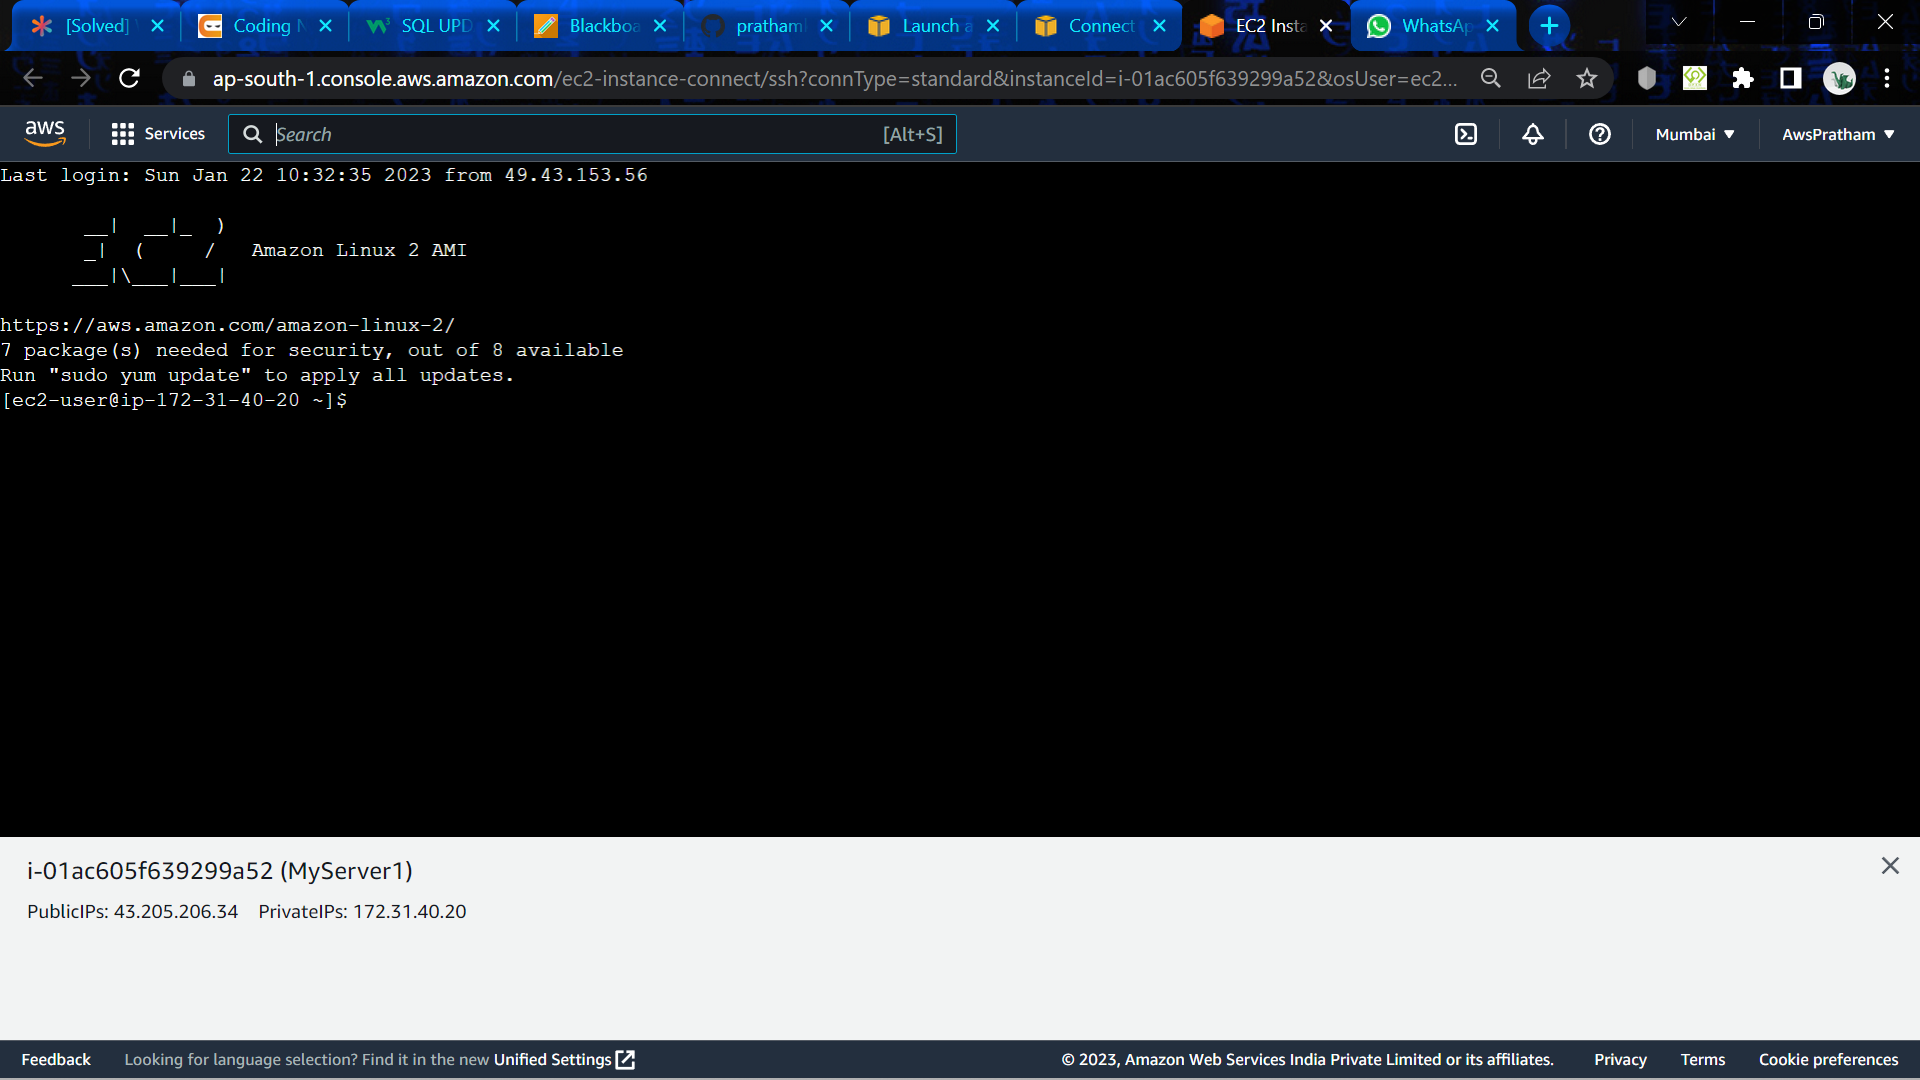 [Solved]
Coding N
SQL UPD
Blackboa
pratham
Launch a
Connect
EC2 Insta
WhatsAp
ap-south-1.console.aws.amazon.com/ec2-instance-connect/ssh?connType=standard&instanceId=i-01ac605f639299a52&osUser=ec2...
aws
Services
Search
[Alt+S]
Mumbai
AwsPratham
Last login: Sun Jan 22 10:32:35 2023 from 49.43.153.56
__|  __|_  )
_|  (     /   Amazon Linux 2 AMI
___|\___|___|
https://aws.amazon.com/amazon-linux-2/
7 package(s) needed for security, out of 8 available
Run "sudo yum update" to apply all updates.
[ec2-user@ip-172-31-40-20 ~]$
i-01ac605f639299a52 (MyServer1)
PublicIPs: 43.205.206.34 PrivateIPs: 172.31.40.20
Feedback
Looking for language selection? Find it in the new Unified Settings
© 2023, Amazon Web Services India Private Limited or its affiliates.
Privacy
Terms
Cookie preferences